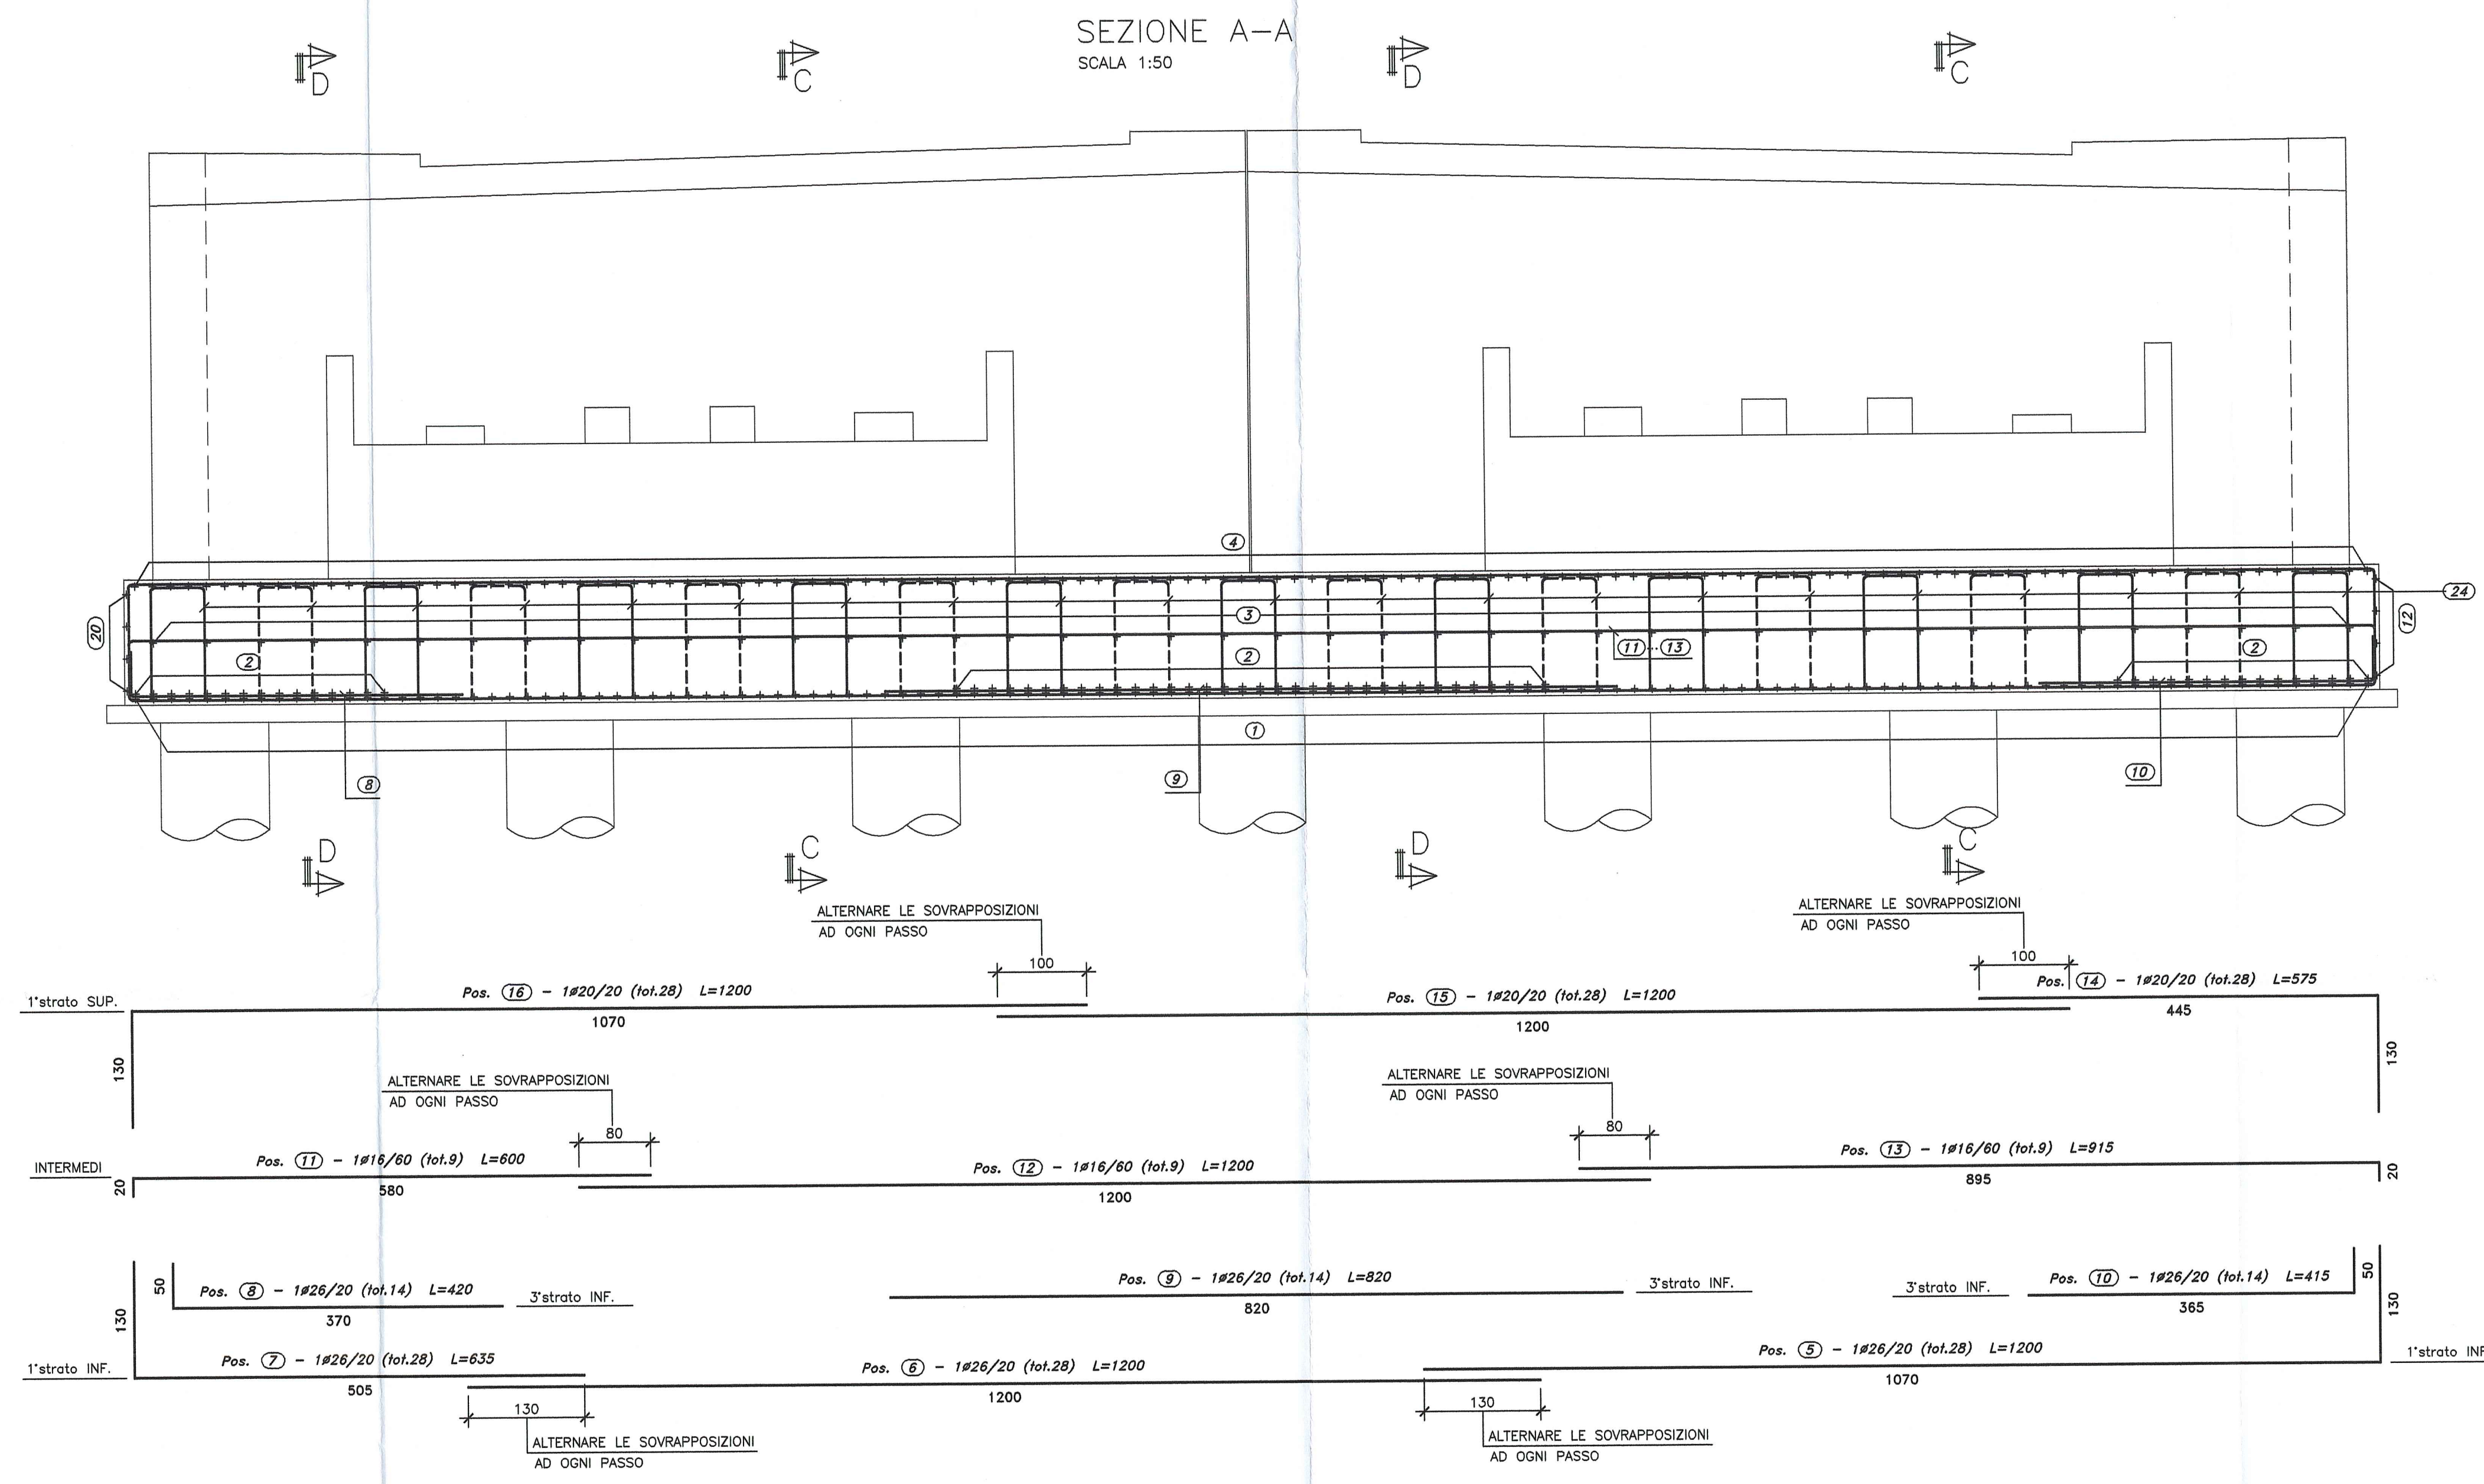 SEZIONE A-A
SCALA 1:50
D
C
D
C
4
3
24
20
12
2
2
2
11 ... 13
1
8
9
10
D
C
D
C
ALTERNARE LE SOVRAPPOSIZIONI
AD OGNI PASSO
ALTERNARE LE SOVRAPPOSIZIONI
AD OGNI PASSO
100
100
1°strato SUP.
Pos. 16 - 1ø20/20 (tot.28) L=1200
1070
Pos. 15 - 1ø20/20 (tot.28) L=1200
1200
Pos. 14 - 1ø20/20 (tot.28) L=575
445
130
130
ALTERNARE LE SOVRAPPOSIZIONI
AD OGNI PASSO
ALTERNARE LE SOVRAPPOSIZIONI
AD OGNI PASSO
80
80
INTERMEDI
Pos. 11 - 1ø16/60 (tot.9) L=600
580
Pos. 12 - 1ø16/60 (tot.9) L=1200
1200
Pos. 13 - 1ø16/60 (tot.9) L=915
895
20
20
50
Pos. 8 - 1ø26/20 (tot.14) L=420
370
3°strato INF.
Pos. 9 - 1ø26/20 (tot.14) L=820
820
3°strato INF.
3°strato INF.
Pos. 10 - 1ø26/20 (tot.14) L=415
365
50
130
130
1°strato INF.
Pos. 7 - 1ø26/20 (tot.28) L=635
505
Pos. 6 - 1ø26/20 (tot.28) L=1200
1200
Pos. 5 - 1ø26/20 (tot.28) L=1200
1070
1°strato INF
130
130
ALTERNARE LE SOVRAPPOSIZIONI
AD OGNI PASSO
ALTERNARE LE SOVRAPPOSIZIONI
AD OGNI PASSO